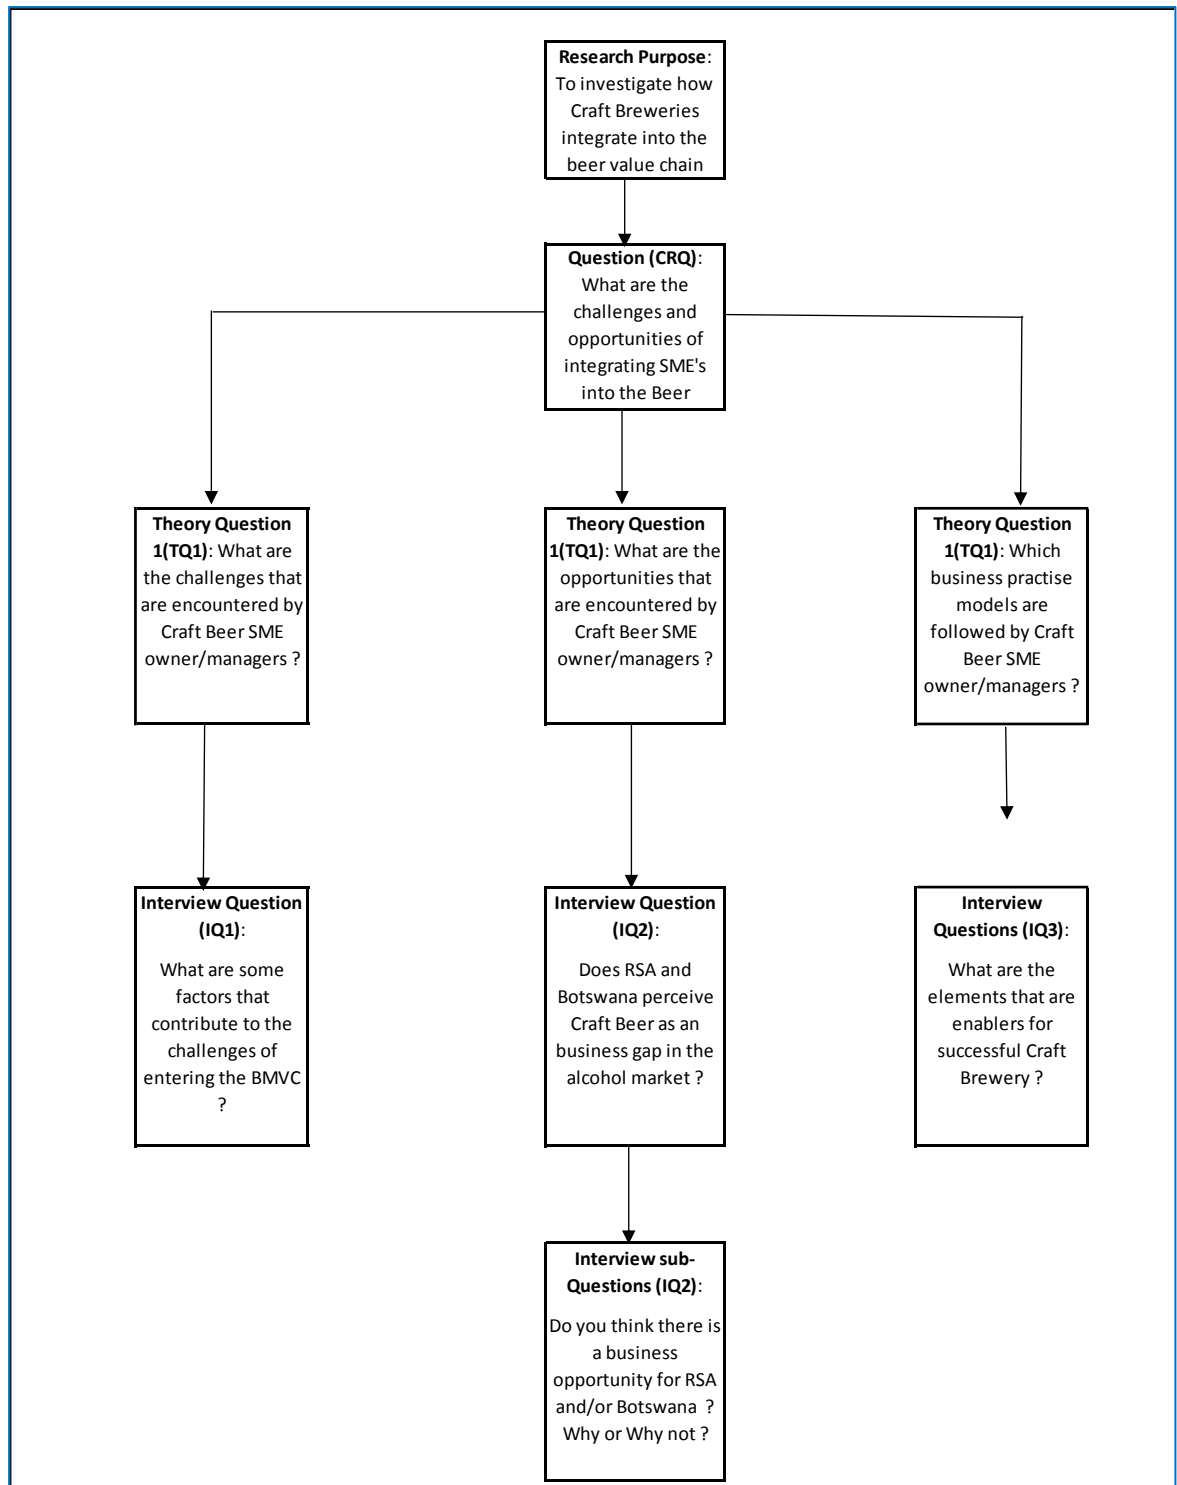 Research Purpose:
To investigate how
Craft Breweries
integrate into the
beer value chain
Question (CRQ):
What are the
challenges and
opportunities of
integrating SME's
into the Beer
Theory Question
1(TQ1): What are
the challenges that
are encountered by
Craft Beer SME
owner/managers ?
Theory Question
1(TQ1): What are the
opportunities that
are encountered by
Craft Beer SME
owner/managers ?
Theory Question
1(TQ1): Which
business practise
models are
followed by Craft
Beer SME
owner/managers ?
Interview Question
(IQ1):
What are some
factors that
contribute to the
challenges of
entering the BMVC
?
Interview Question
(IQ2):
Does RSA and
Botswana perceive
Craft Beer as an
business gap in the
alcohol market ?
Interview
Questions (IQ3):
What are the
elements that are
enablers for
successful Craft
Brewery ?
Interview sub-
Questions (IQ2):
Do you think there is
a business
opportunity for RSA
and/or Botswana ?
Why or Why not ?